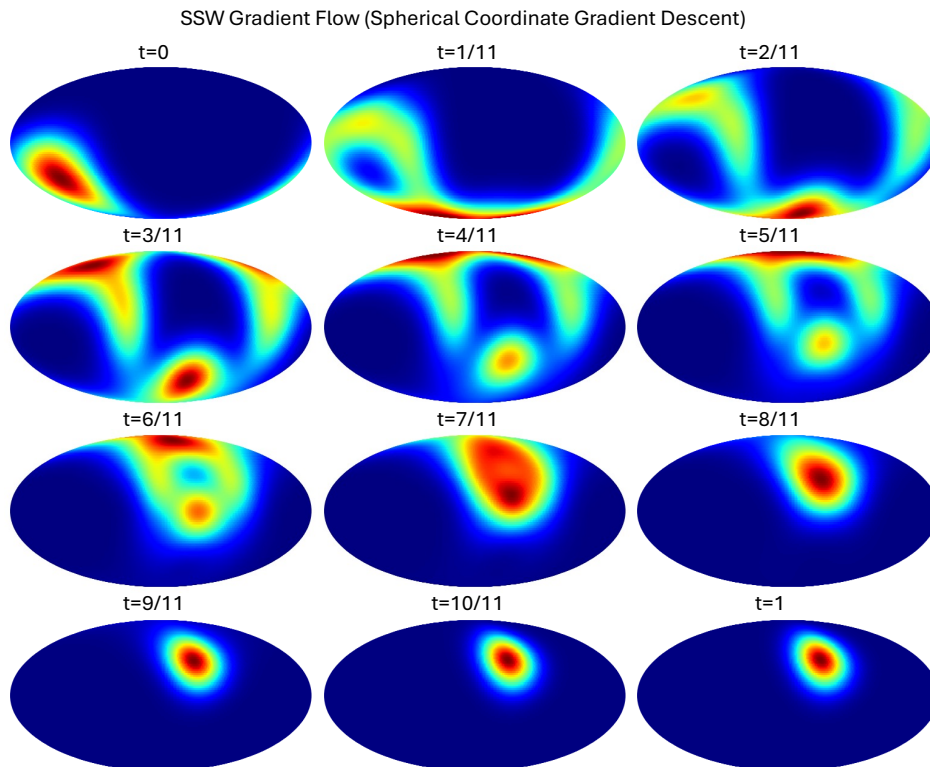 SSW Gradient Flow (Spherical Coordinate Gradient Descent)
t=0
t=1/11
t=2/11
t=3/11
t=4/11
t=5/11
t=6/11
t=7/11
t=8/11
t=9/11
t=10/11
t=1